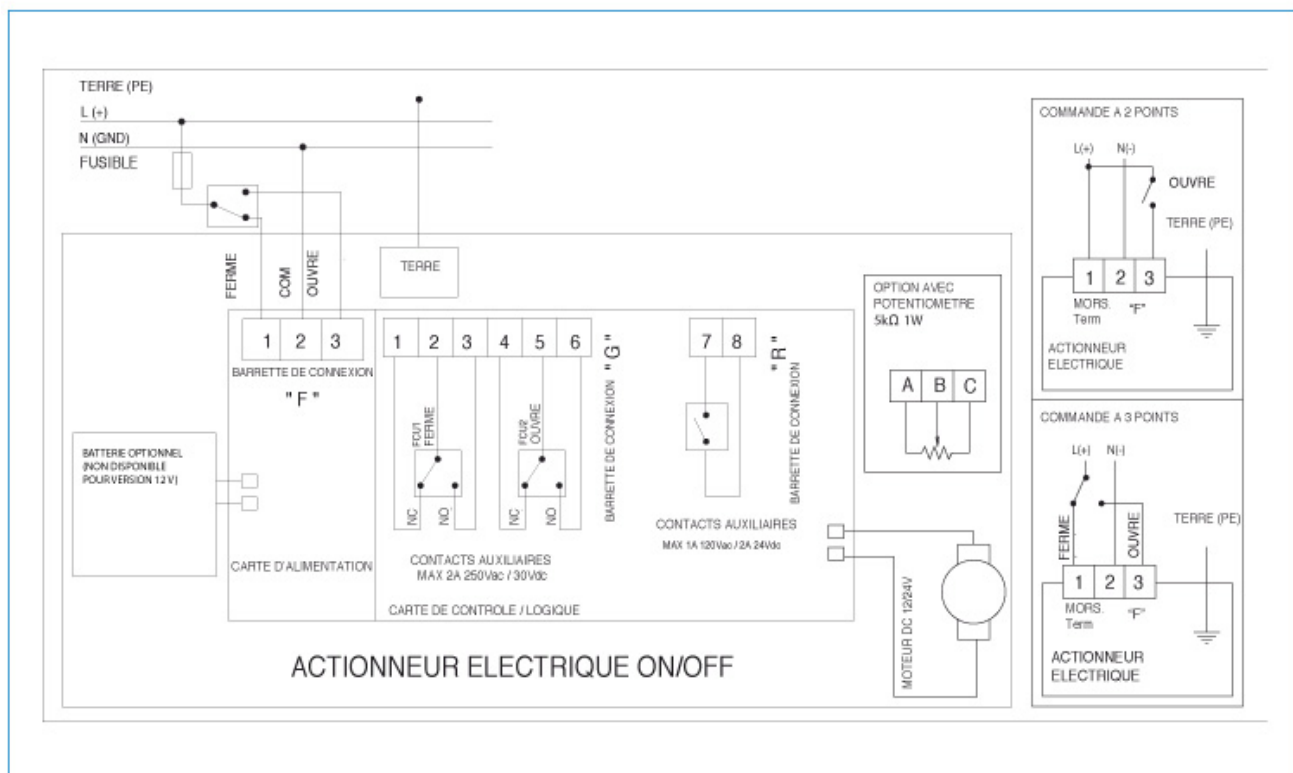 TERRE (PE)
L (+)
N (GND)
FUSIBLE
FERME
COM
OUVRE
TERRE
1 2 3
BARRETTE DE CONNEXION
"F"
BATTERIE OPTIONNEL
(NON DISPONIBLE
POUR VERSION 12 V)
CARTE D'ALIMENTATION
1 2 3 4 5 6
BARRETTE DE CONNEXION "G"
FCU1
FERME
FCU2
OUVRE
NC
NO
NC
NO
CONTACTS AUXILIAIRES
MAX 2A 250Vac / 30Vdc
CARTE DE CONTROLE / LOGIQUE
7 8
BARRETTE DE CONNEXION "R"
CONTACTS AUXILIAIRES
MAX 1A 120Vac / 2A 24Vdc
OPTION AVEC
POTENTIOMETRE
5kΩ 1W
A B C
MOTEUR DC 12/24V
ACTIONNEUR ELECTRIQUE ON/OFF
COMMANDE A 2 POINTS
L(+) N(-)
OUVRE
TERRE (PE)
1 2 3
MORS. "F"
Term
ACTIONNEUR
ELECTRIQUE
COMMANDE A 3 POINTS
L(+) N(-)
FERME
OUVRE
TERRE (PE)
1 2 3
MORS. "F"
Term
ACTIONNEUR
ELECTRIQUE